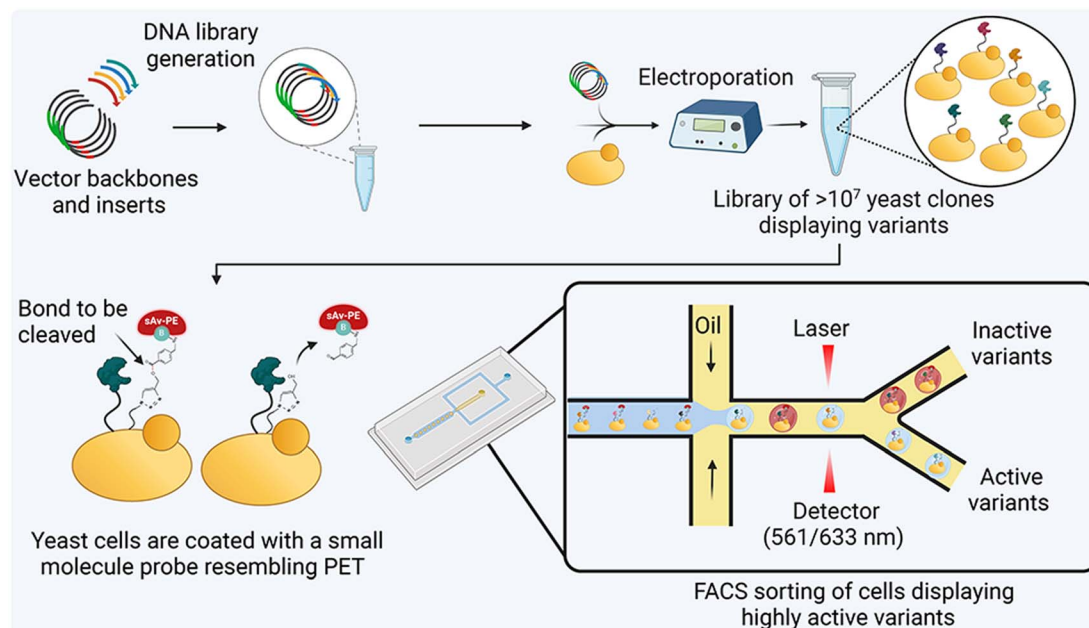 DNA library
generation
Electroporation
Vector backbones
and inserts
Library of >10⁷ yeast clones
displaying variants
Bond to be
cleaved
sAv-PE
B
sAv-PE
B
Oil
Laser
Inactive
variants
Active
variants
Detector
(561/633 nm)
Yeast cells are coated with a small
molecule probe resembling PET
FACS sorting of cells displaying
highly active variants